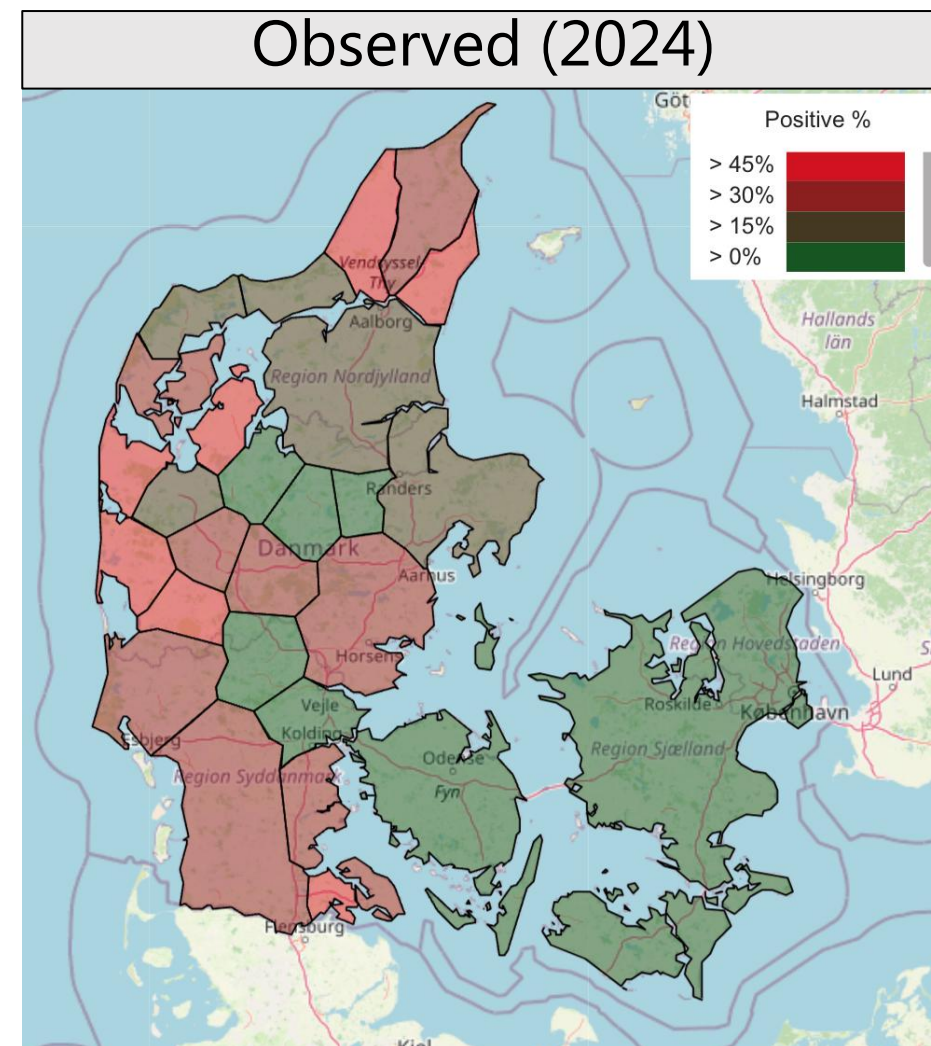 Observed (2024)
Göt
Positive %
> 45%
> 30%
> 15%
> 0%
Vendsyssel-
Thy
Aalborg
Hallands
län
Region Nordjylland
Halmstad
Randers
Danmark
Aarhus
Helsingborg
Region Hovedstaden
Horsens
Lund
S
Roskilde
København
Vejle
Kolding
Esbjerg
Region Sjælland
Odense
Region Syddanmark
Fyn
Flensburg
Kiel